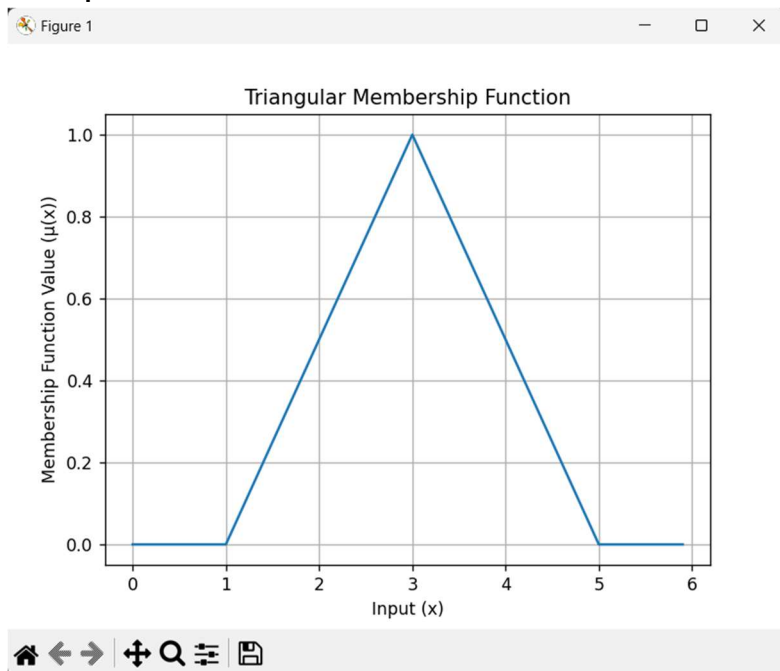 Figure 1
Triangular Membership Function
1.0
0.8
0.6
0.4
0.2
0.0
Membership Function Value (μ(x))
0 1 2 3 4 5 6
Input (x)